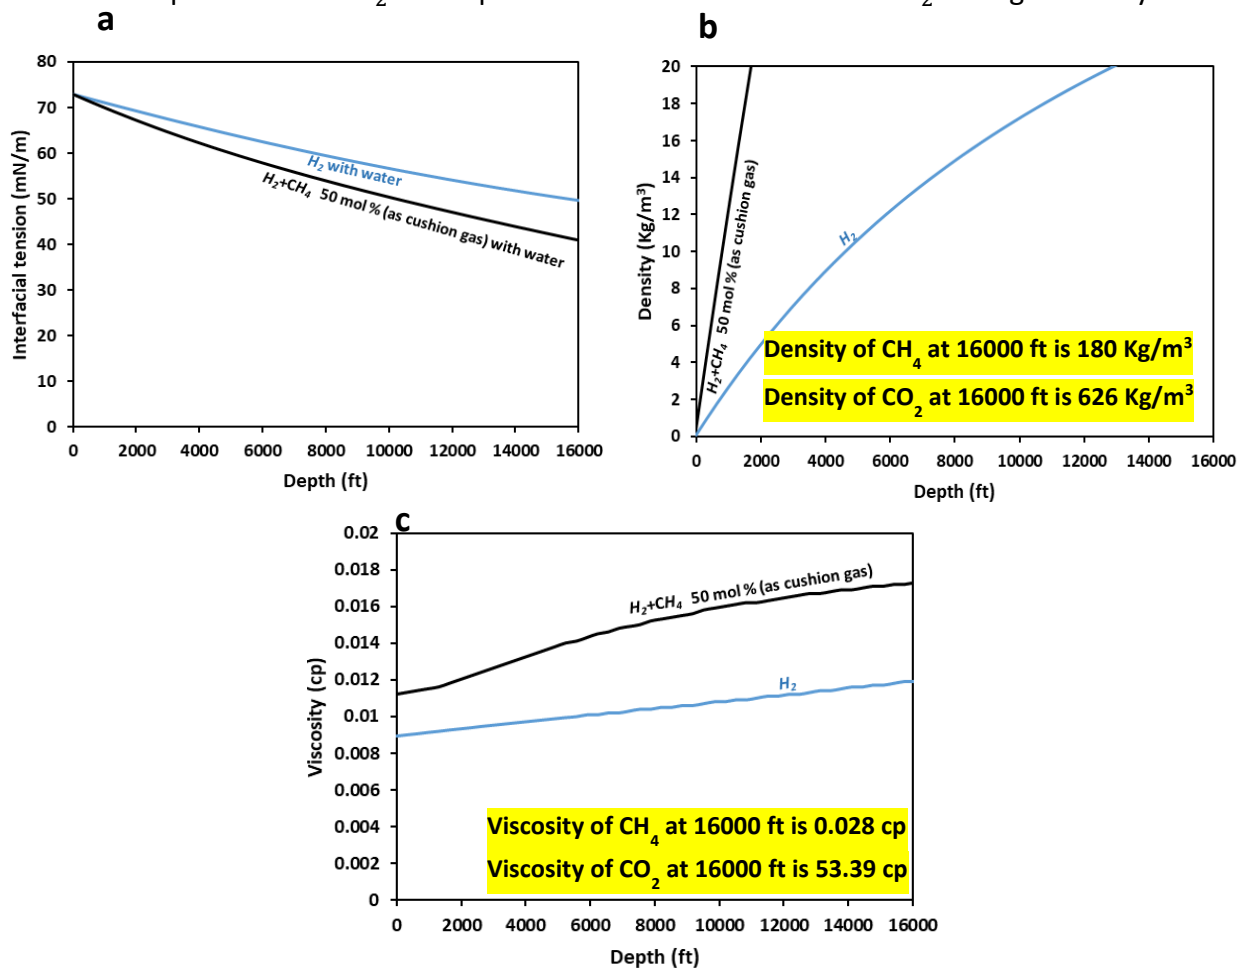 a
80
70
60
50
40
30
20
10
0
Interfacial tension (mN/m)
H₂ with water
H₂+CH₄ 50 mol % (as cushion gas) with water
0 2000 4000 6000 8000 10000 12000 14000 16000
Depth (ft)
b
20
18
16
14
12
10
8
6
4
2
0
Density (Kg/m³)
H₂+CH₄ 50 mol % (as cushion gas)
H₂
Density of CH₄ at 16000 ft is 180 Kg/m³
Density of CO₂ at 16000 ft is 626 Kg/m³
0 2000 4000 6000 8000 10000 12000 14000 16000
Depth (ft)
c
0.02
0.018
0.016
0.014
0.012
0.01
0.008
0.006
0.004
0.002
0
Viscosity (cp)
H₂+CH₄ 50 mol % (as cushion gas)
H₂
Viscosity of CH₄ at 16000 ft is 0.028 cp
Viscosity of CO₂ at 16000 ft is 53.39 cp
0 2000 4000 6000 8000 10000 12000 14000 16000
Depth (ft)